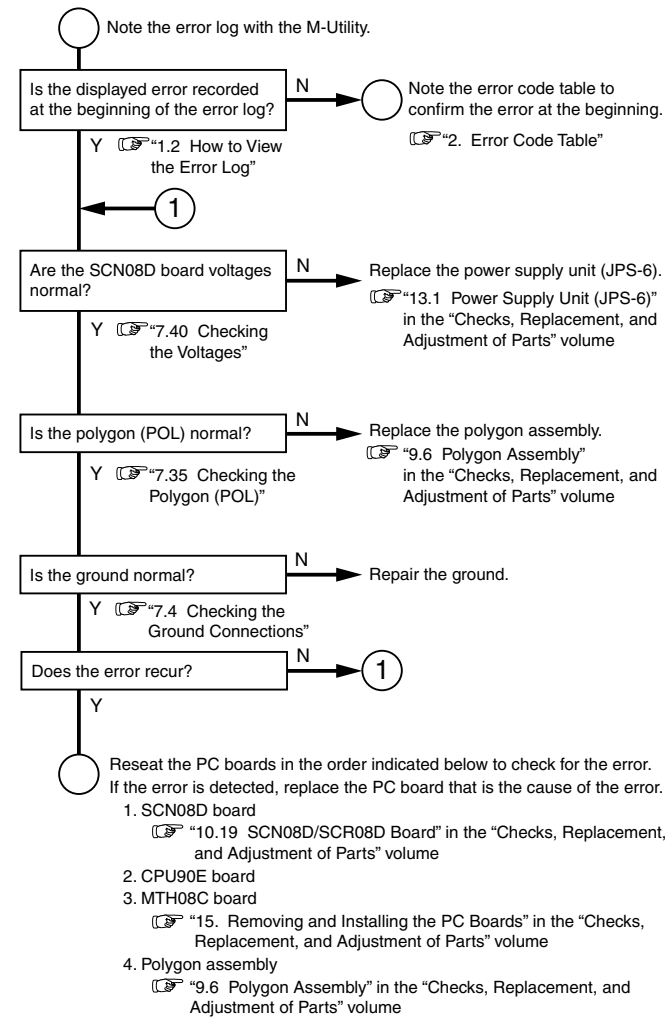 Note the error log with the M-Utility.
Is the displayed error recorded
at the beginning of the error log?
N
Note the error code table to
confirm the error at the beginning.
“2. Error Code Table”
Y
“1.2 How to View
the Error Log”
1
Are the SCN08D board voltages
normal?
N
Replace the power supply unit (JPS-6).
“13.1 Power Supply Unit (JPS-6)”
in the “Checks, Replacement, and
Adjustment of Parts” volume
Y
“7.40 Checking
the Voltages”
Is the polygon (POL) normal?
N
Replace the polygon assembly.
“9.6 Polygon Assembly”
in the “Checks, Replacement, and
Adjustment of Parts” volume
Y
“7.35 Checking the
Polygon (POL)”
Is the ground normal?
N
Repair the ground.
Y
“7.4 Checking the
Ground Connections”
Does the error recur?
N
1
Y
Reseat the PC boards in the order indicated below to check for the error.
If the error is detected, replace the PC board that is the cause of the error.
1. SCN08D board
“10.19 SCN08D/SCR08D Board” in the “Checks, Replacement,
and Adjustment of Parts” volume
2. CPU90E board
3. MTH08C board
“15. Removing and Installing the PC Boards” in the “Checks,
Replacement, and Adjustment of Parts” volume
4. Polygon assembly
“9.6 Polygon Assembly” in the “Checks, Replacement, and
Adjustment of Parts” volume